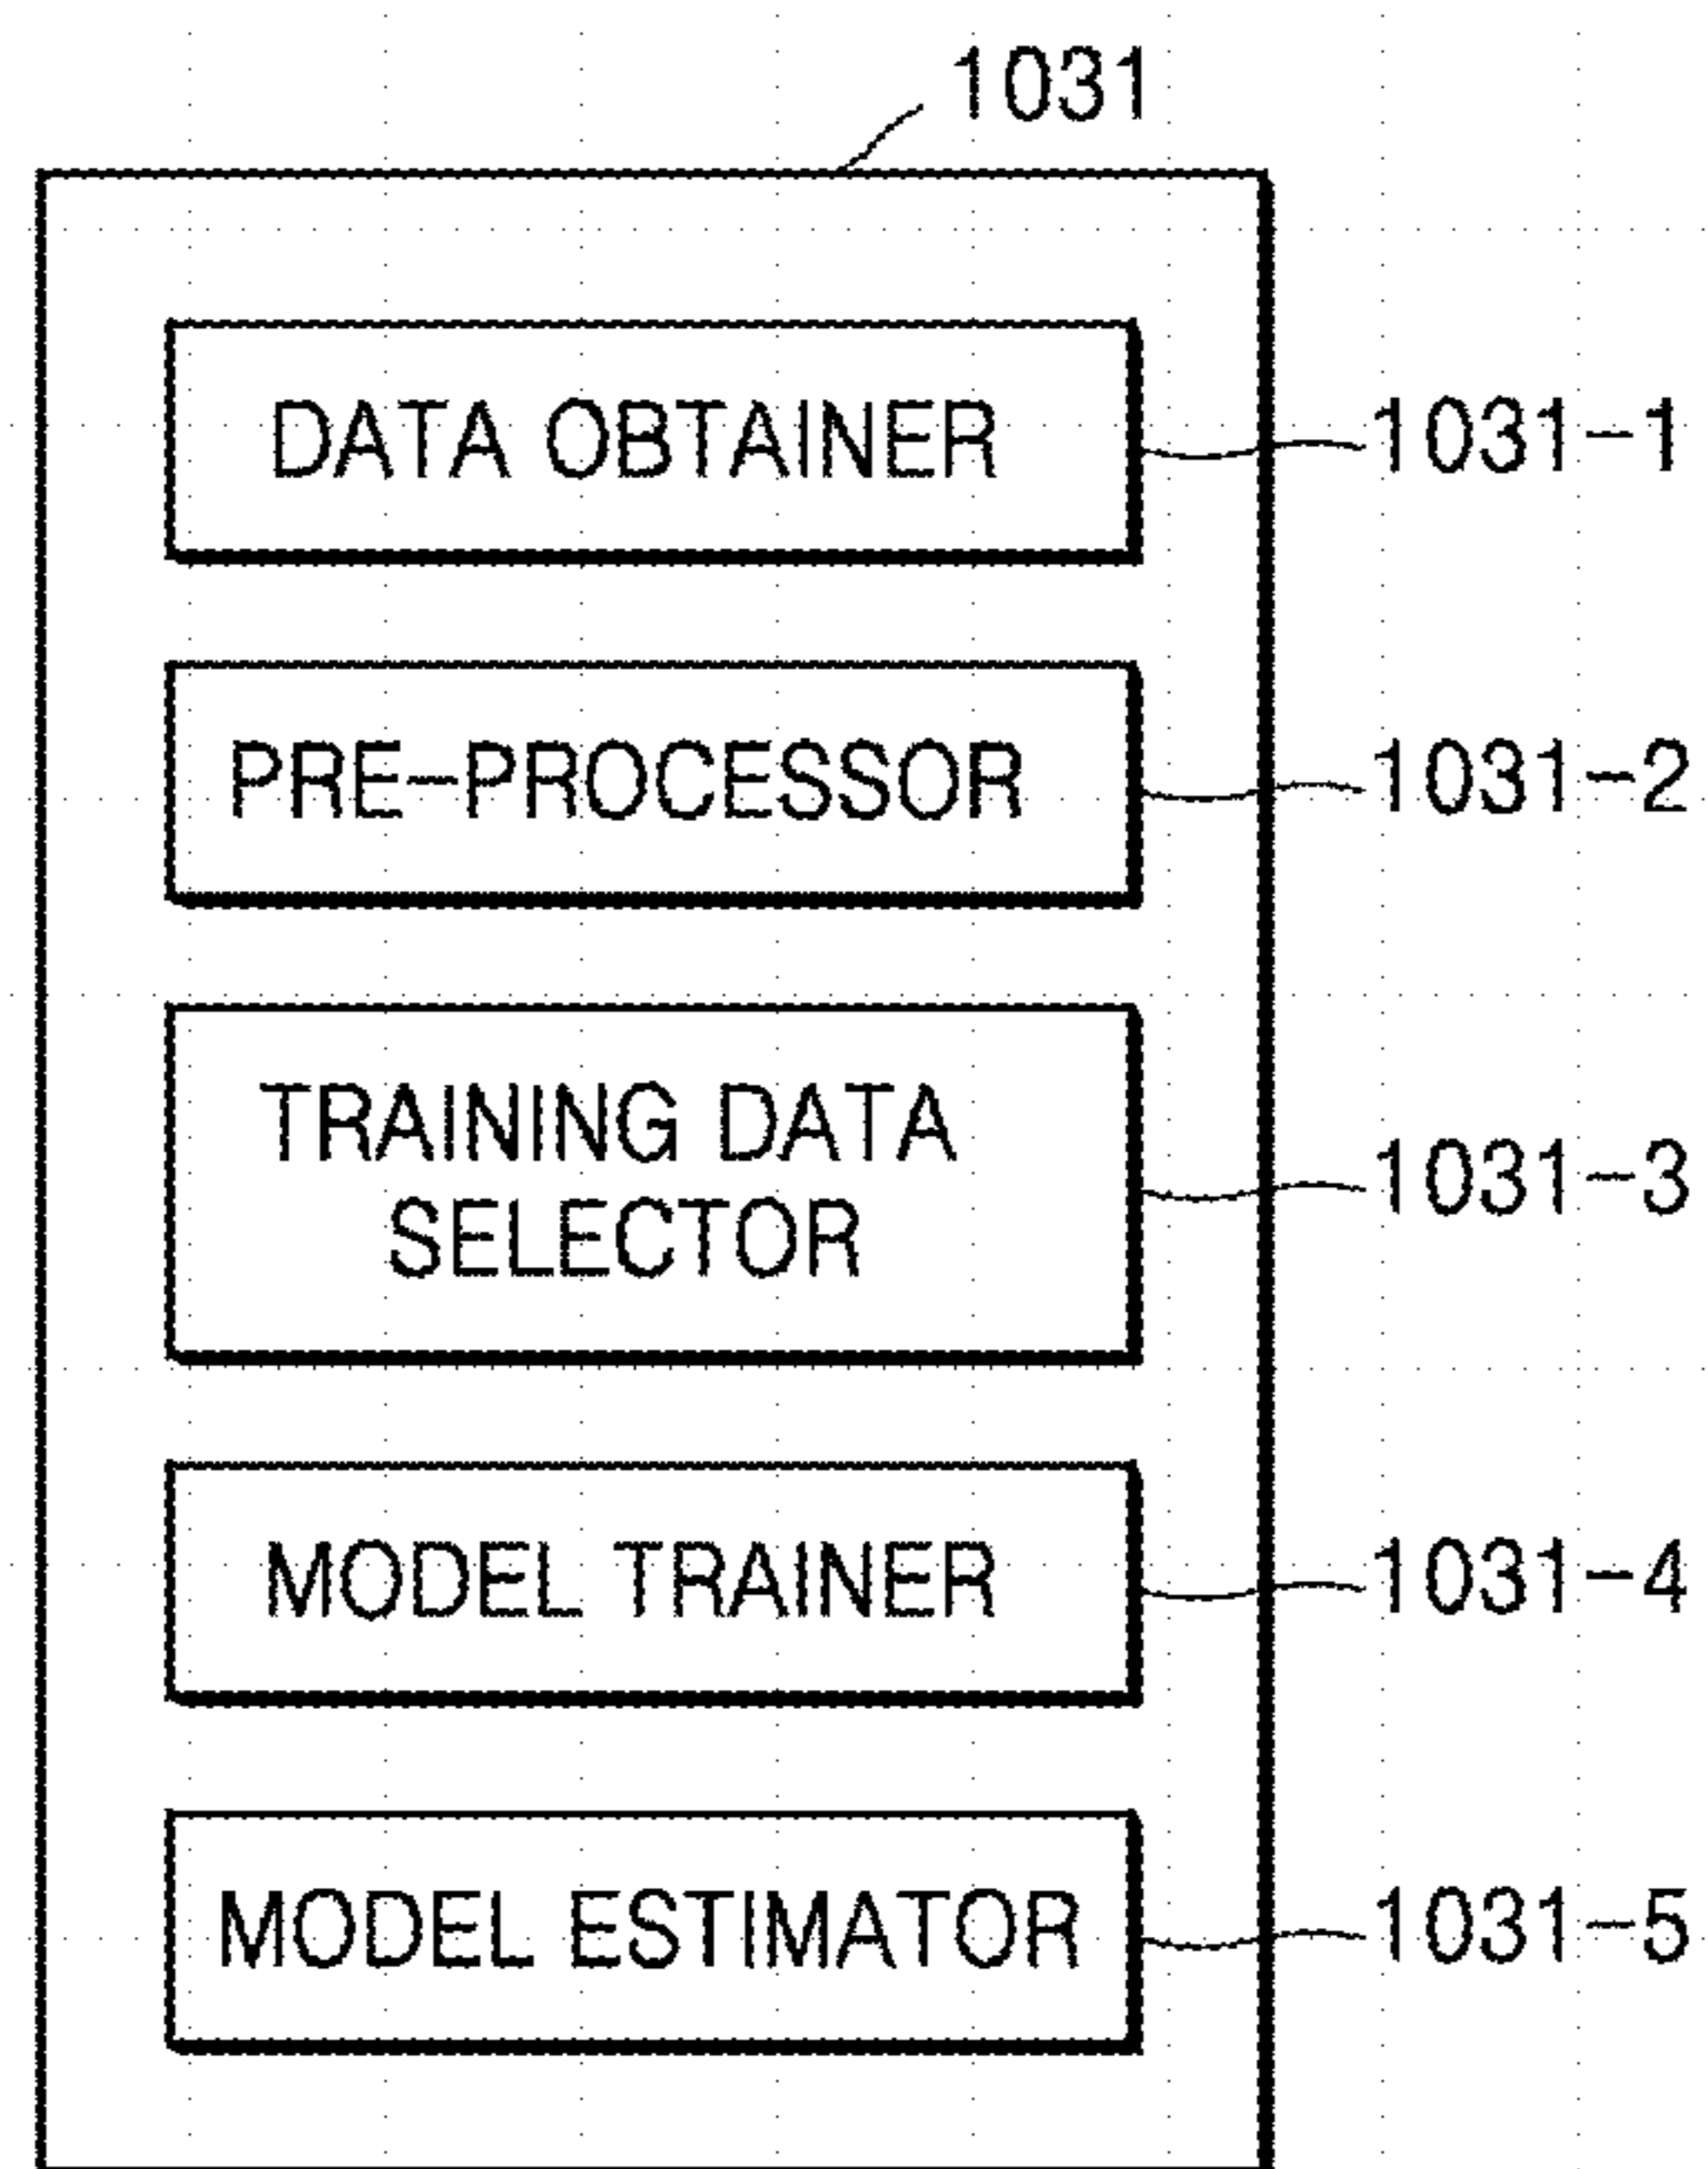 1031
DATA OBTAINER
1031-1
PRE-PROCESSOR
1031-2
TRAINING DATA
SELECTOR
1031-3
MODEL TRAINER
1031-4
MODEL ESTIMATOR
1031-5